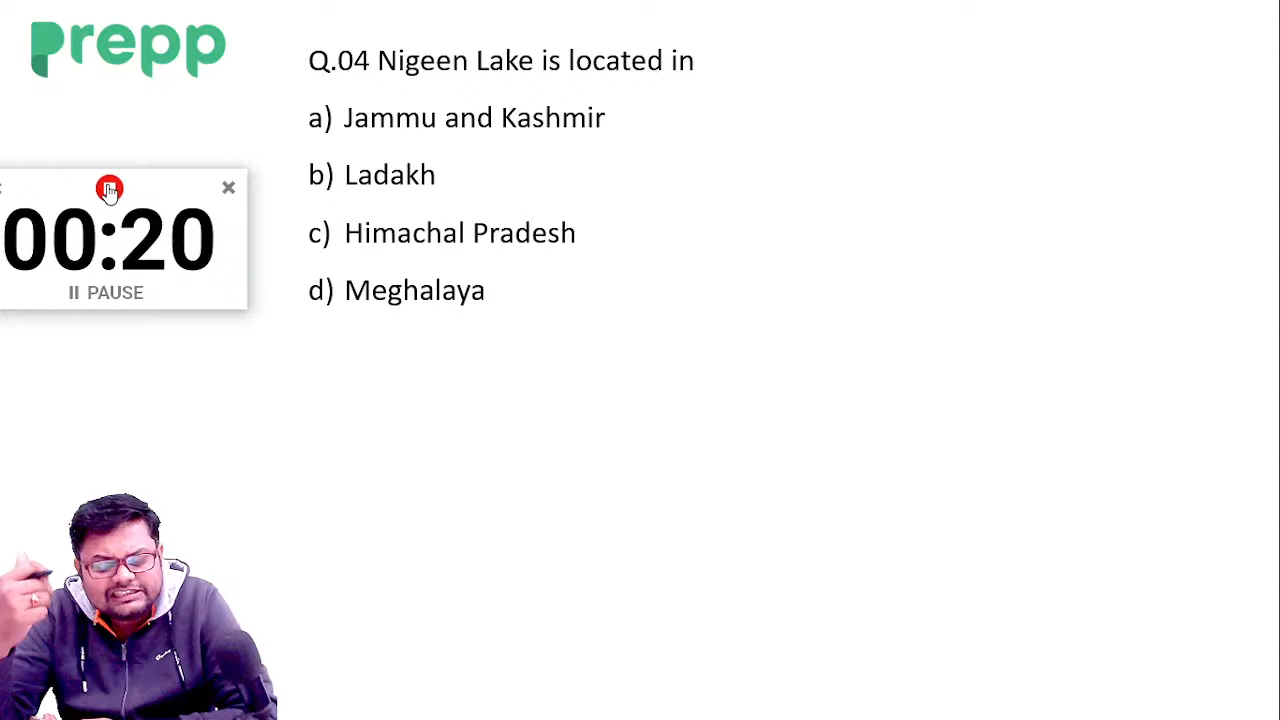 prepp
Q.04 Nigeen Lake is located in
a) Jammu and Kashmir
b) Ladakh
c) Himachal Pradesh
d) Meghalaya
00:20
PAUSE